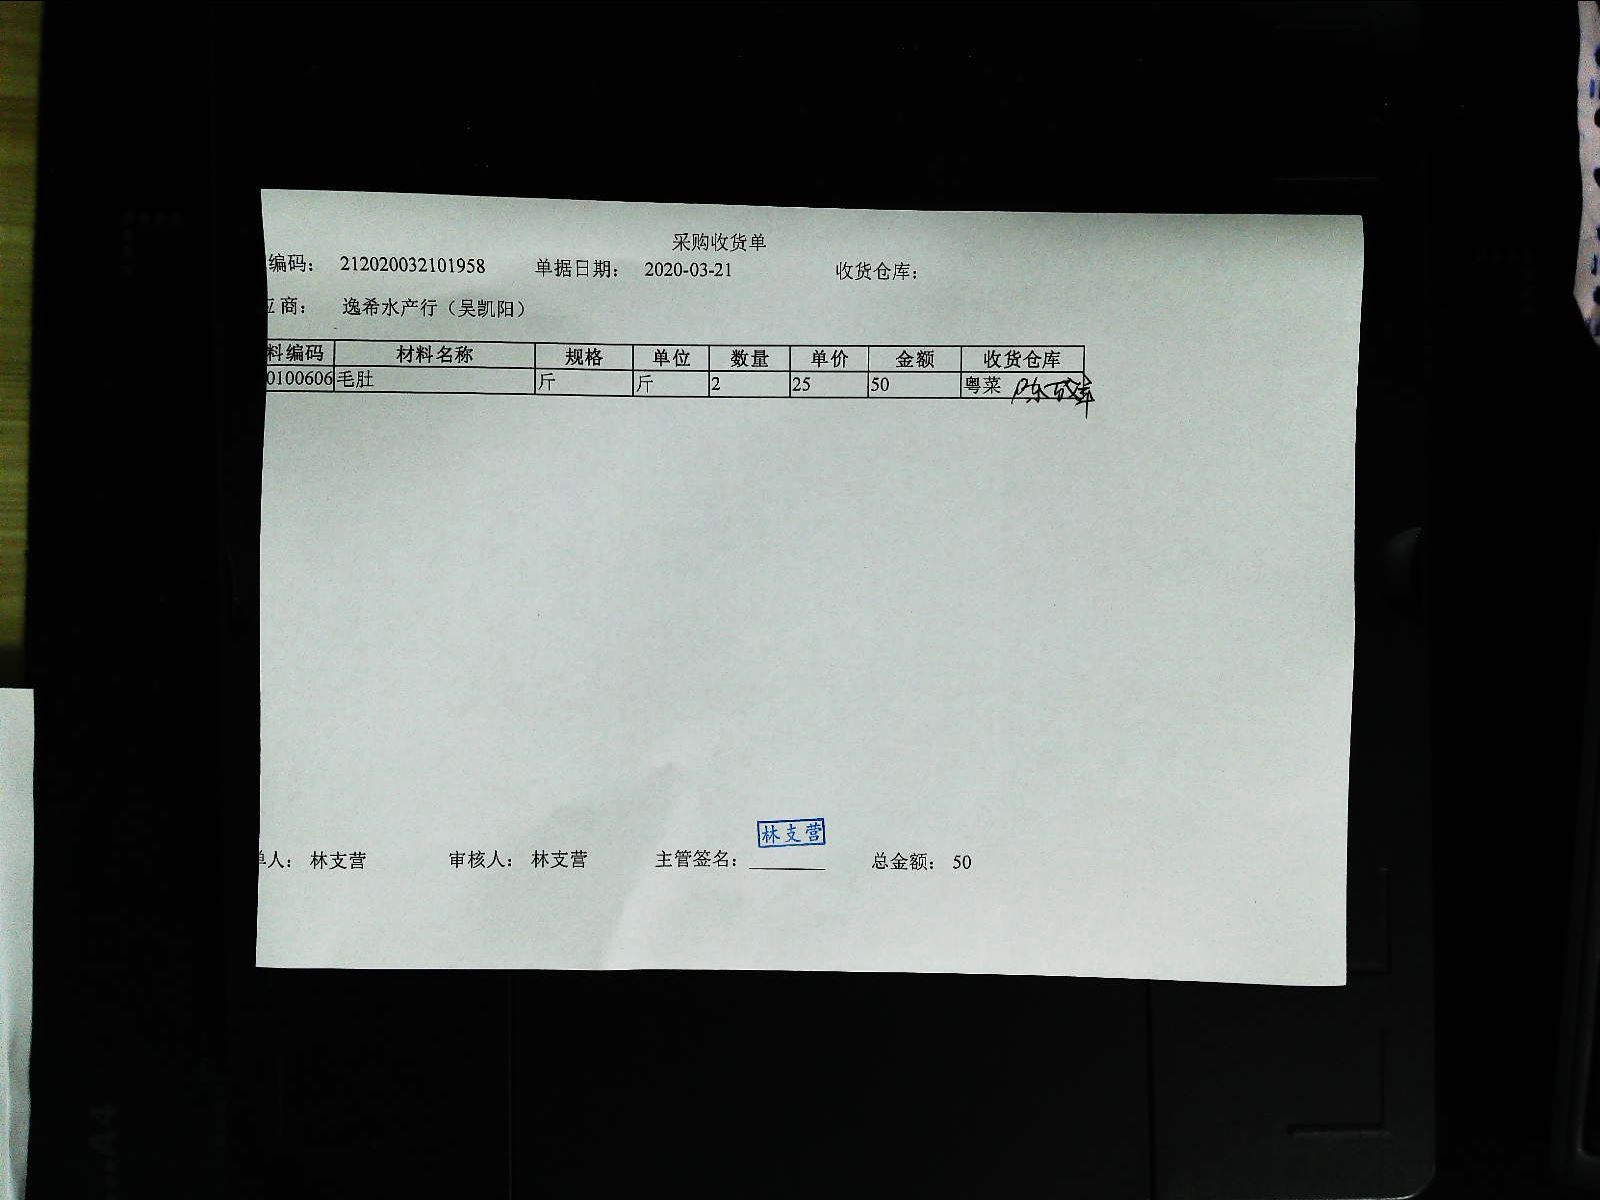 采购收货单
编码： 212020032101958 单据日期： 2020-03-21 收货仓库：
应商： 逸希水产行（吴凯阳）
料编码 材料名称 规格 单位 数量 单价 金额 收货仓库
0100606 毛肚 斤 斤 2 25 50 粤菜
林支营
单人： 林支营 审核人： 林支营 主管签名： 总金额： 50